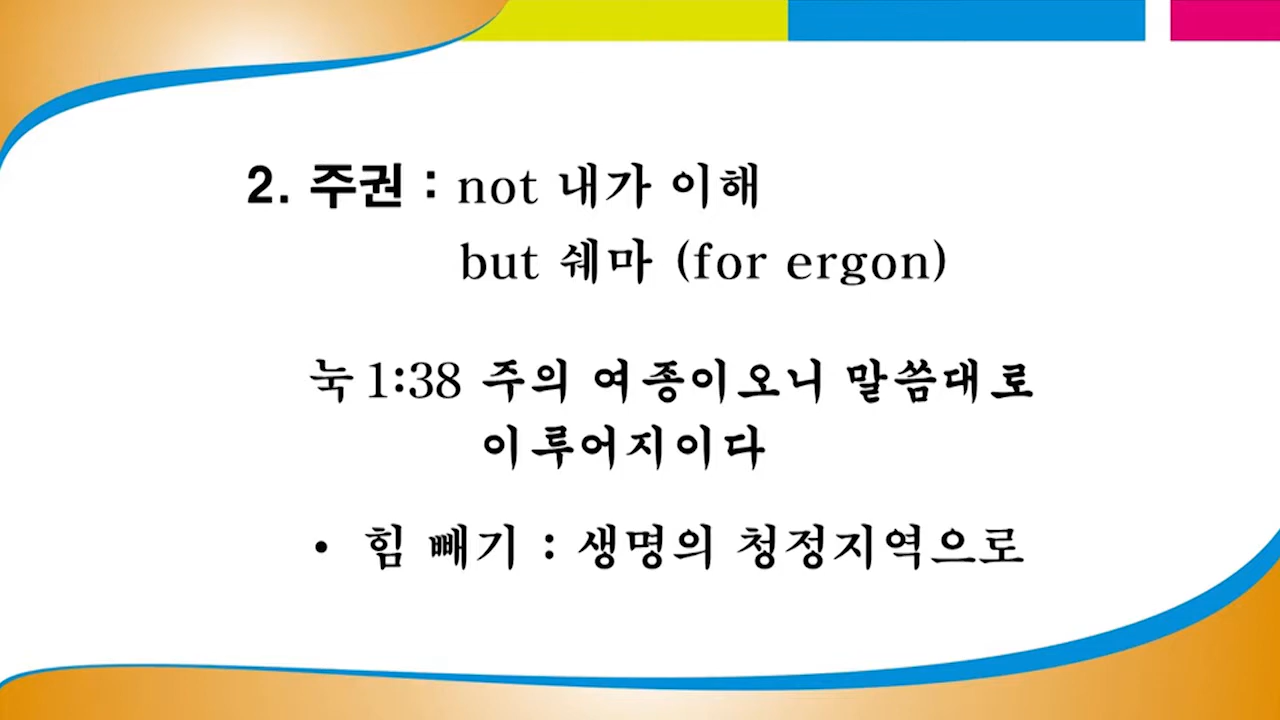 2. 주권 : not 내가 이해
but 쉐마 (for ergon)
눅 1:38 주의 여종이오니 말씀대로
이루어지이다
• 힘 빼기 : 생명의 청정지역으로